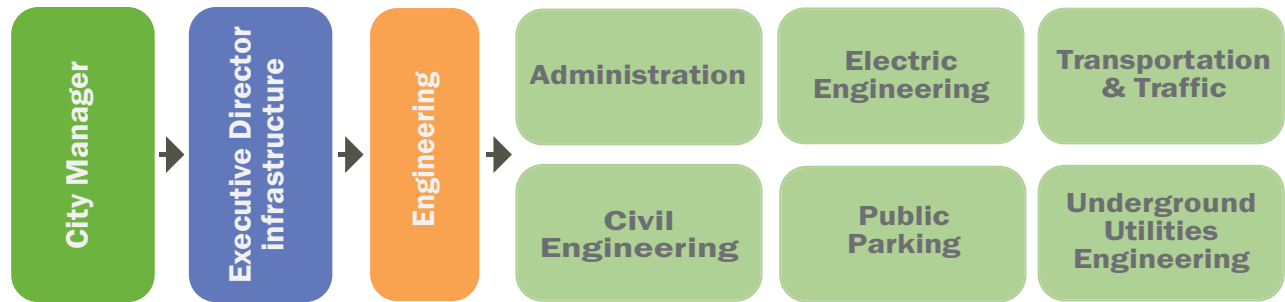 City Manager
Executive Director
infrastructure
Engineering
Administration
Electric
Engineering
Transportation
& Traffic
Civil
Engineering
Public
Parking
Underground
Utilities
Engineering